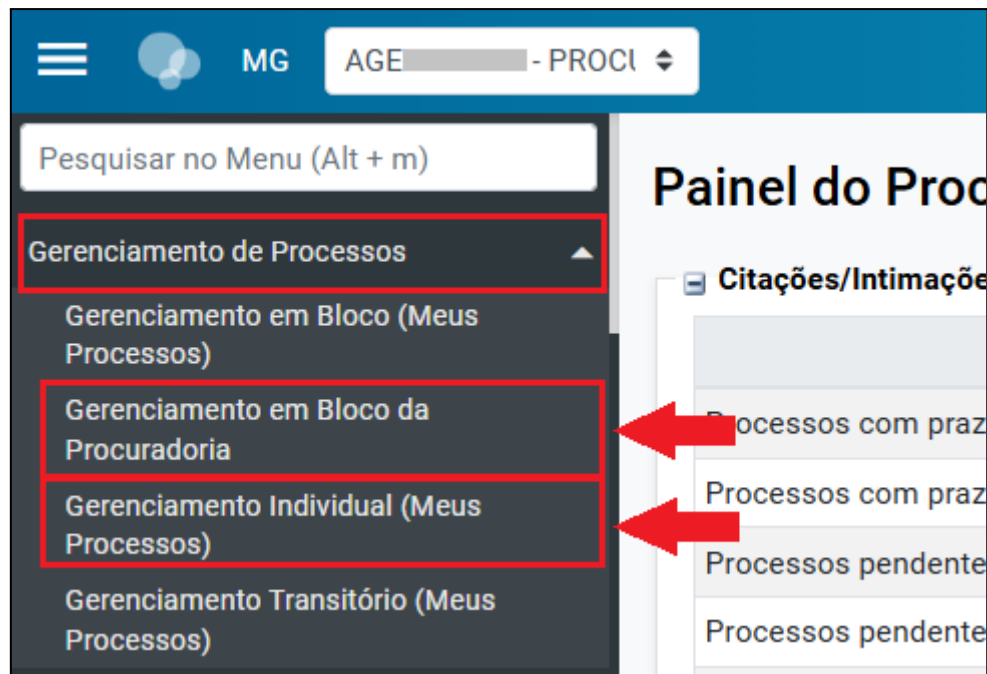 MG
AGE - PROCU
Pesquisar no Menu (Alt + m)
Painel do Proc
Gerenciamento de Processos
Citações/Intimaçõe
Gerenciamento em Bloco (Meus
Processos)
Gerenciamento em Bloco da
Procuradoria
ocessos com praz
Gerenciamento Individual (Meus
Processos)
Processos com praz
Processos pendente
Gerenciamento Transitório (Meus
Processos)
Processos pendente